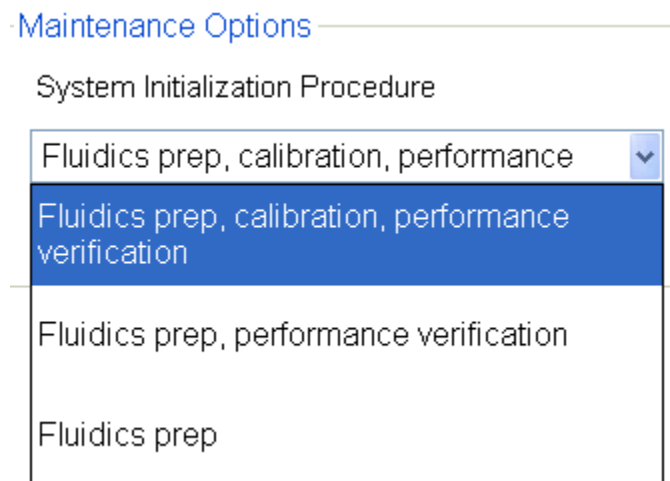 Maintenance Options
System Initialization Procedure
Fluidics prep, calibration, performance
Fluidics prep, calibration, performance
verification
Fluidics prep, performance verification
Fluidics prep